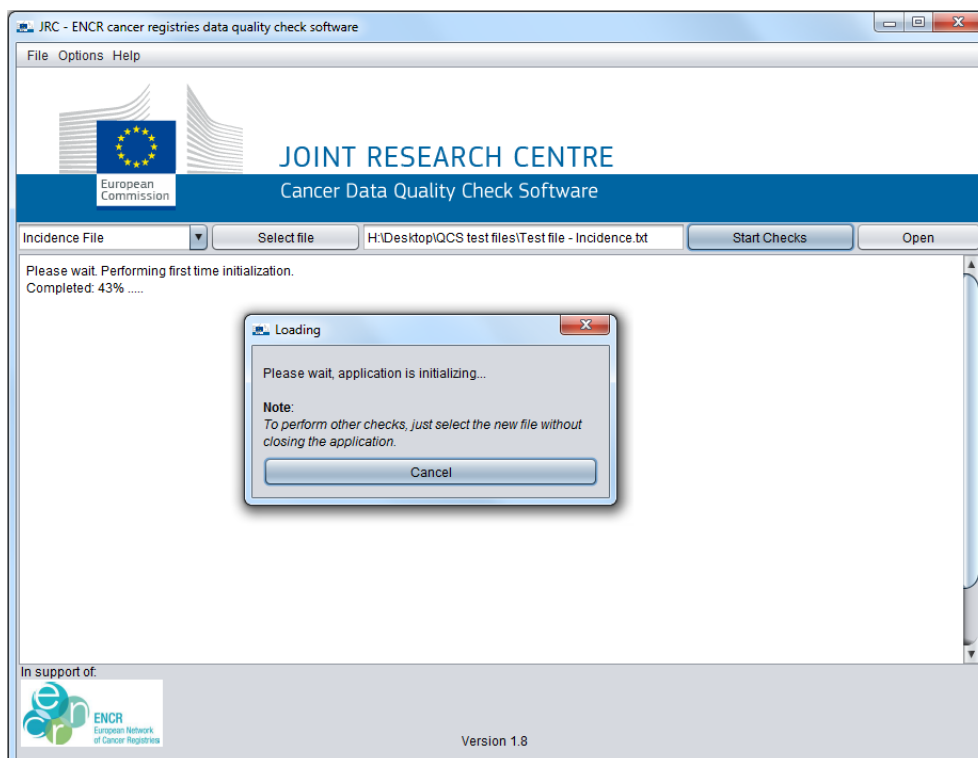 JRC - ENCR cancer registries data quality check software
File Options Help
European
Commission
JOINT RESEARCH CENTRE
Cancer Data Quality Check Software
Incidence File Select file H:\Desktop\QCS test files\Test file - Incidence.txt Start Checks Open
Please wait. Performing first time initialization.
Completed: 43% .....
Loading
Please wait, application is initializing...
Note:
To perform other checks, just select the new file without
closing the application.
Cancel
In support of:
encr
ENCR
European Network
of Cancer Registries
Version 1.8